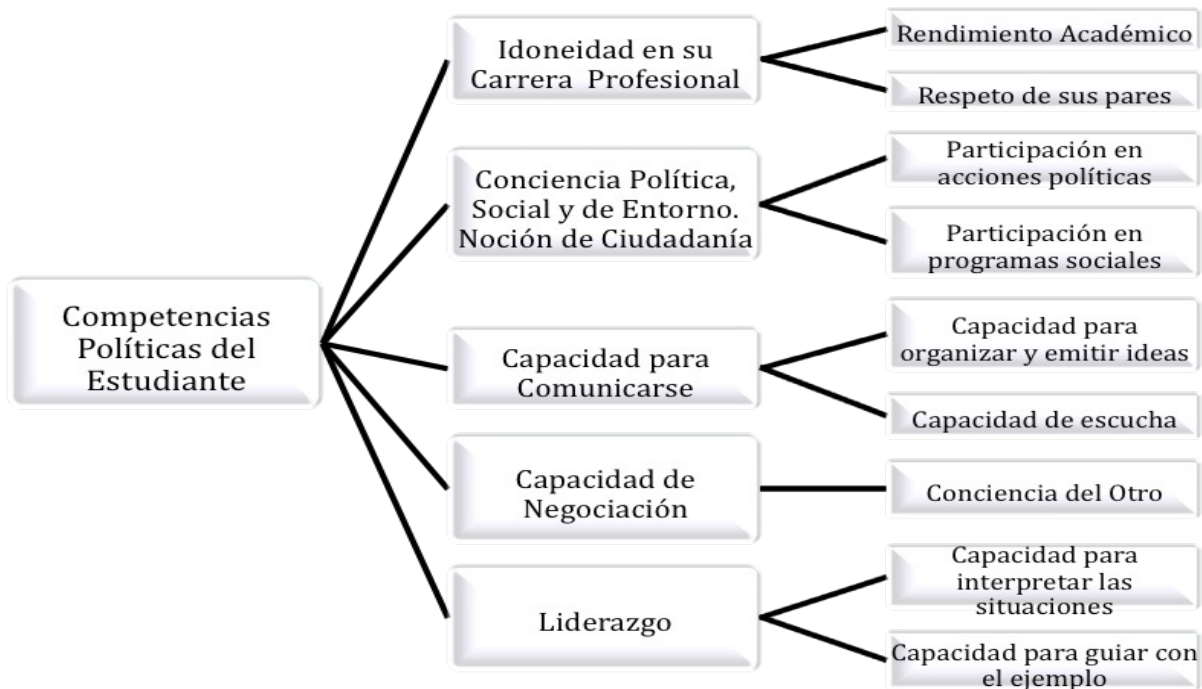 Competencias
Políticas del
Estudiante
Idoneidad en su
Carrera Profesional
Rendimiento Académico
Respeto de sus pares
Conciencia Política,
Social y de Entorno.
Noción de Ciudadanía
Participación en
acciones políticas
Participación en
programas sociales
Capacidad para
Comunicarse
Capacidad para
organizar y emitir ideas
Capacidad de escucha
Capacidad de
Negociación
Conciencia del Otro
Liderazgo
Capacidad para
interpretar las
situaciones
Capacidad para guiar con
el ejemplo